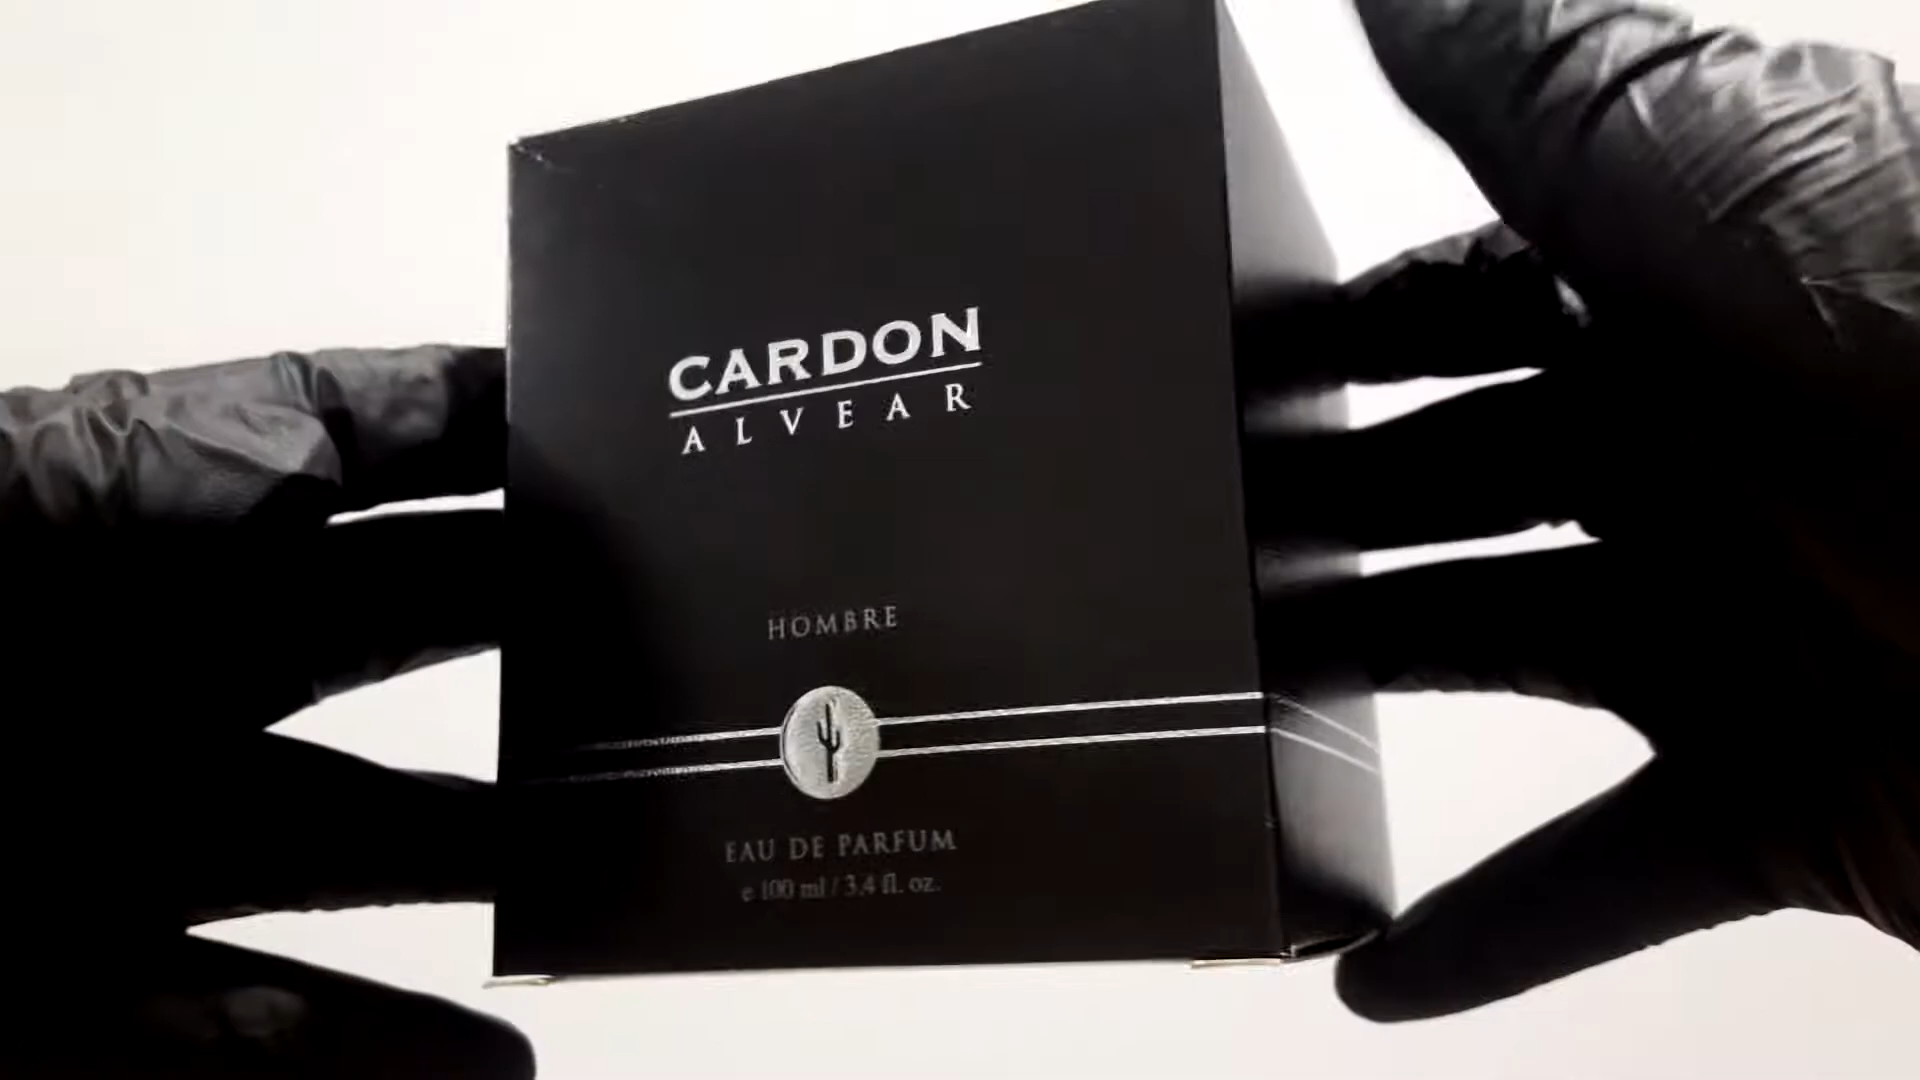 CARDON
ALVEAR
HOMBRE
EAU DE PARFUM
e 100 ml / 3.4 fl. oz.